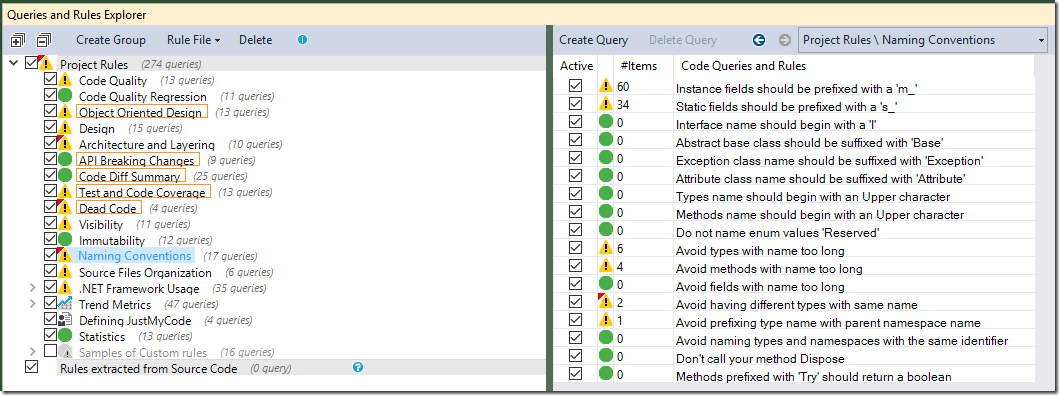 Queries and Rules Explorer
Create Group Rule File Delete
Project Rules (274 queries)
Code Quality (13 queries)
Code Quality Regression (11 queries)
Object Oriented Design (13 queries)
Design (15 queries)
Architecture and Layering (10 queries)
API Breaking Changes (9 queries)
Code Diff Summary (25 queries)
Test and Code Coverage (13 queries)
Dead Code (4 queries)
Visibility (11 queries)
Immutability (12 queries)
Naming Conventions (17 queries)
Source Files Organization (6 queries)
.NET Framework Usage (35 queries)
Trend Metrics (47 queries)
Defining JustMyCode (4 queries)
Statistics (13 queries)
Samples of Custom rules (16 queries)
Rules extracted from Source Code (0 query)
Create Query Delete Query Project Rules \ Naming Conventions
Active #Items Code Queries and Rules
60 Instance fields should be prefixed with a 'm_'
34 Static fields should be prefixed with a 's_'
0 Interface name should begin with a 'I'
0 Abstract base class should be suffixed with 'Base'
0 Exception class name should be suffixed with 'Exception'
0 Attribute class name should be suffixed with 'Attribute'
0 Types name should begin with an Upper character
0 Methods name should begin with an Upper character
0 Do not name enum values 'Reserved'
6 Avoid types with name too long
4 Avoid methods with name too long
0 Avoid fields with name too long
2 Avoid having different types with same name
1 Avoid prefixing type name with parent namespace name
0 Avoid naming types and namespaces with the same identifier
0 Don't call your method Dispose
0 Methods prefixed with 'Try' should return a boolean